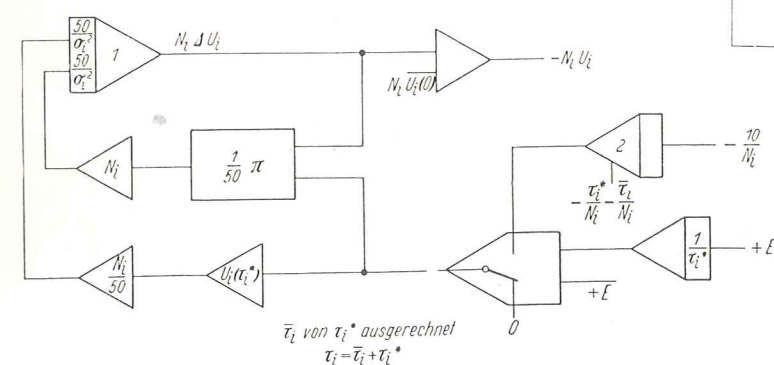 50/σᵢ²
50/σᵢ²
1
Nᵢ Δ Uᵢ
Nᵢ Uᵢ(0)
−Nᵢ Uᵢ
Nᵢ
1/50 π
2
−10/Nᵢ
−τᵢ*/Nᵢ − τ̄ᵢ/Nᵢ
Nᵢ/50
Uᵢ(τᵢ*)
1/τᵢ*
+E
+E
0
τ̄ᵢ von τᵢ* ausgerechnet
τᵢ = τ̄ᵢ + τᵢ*